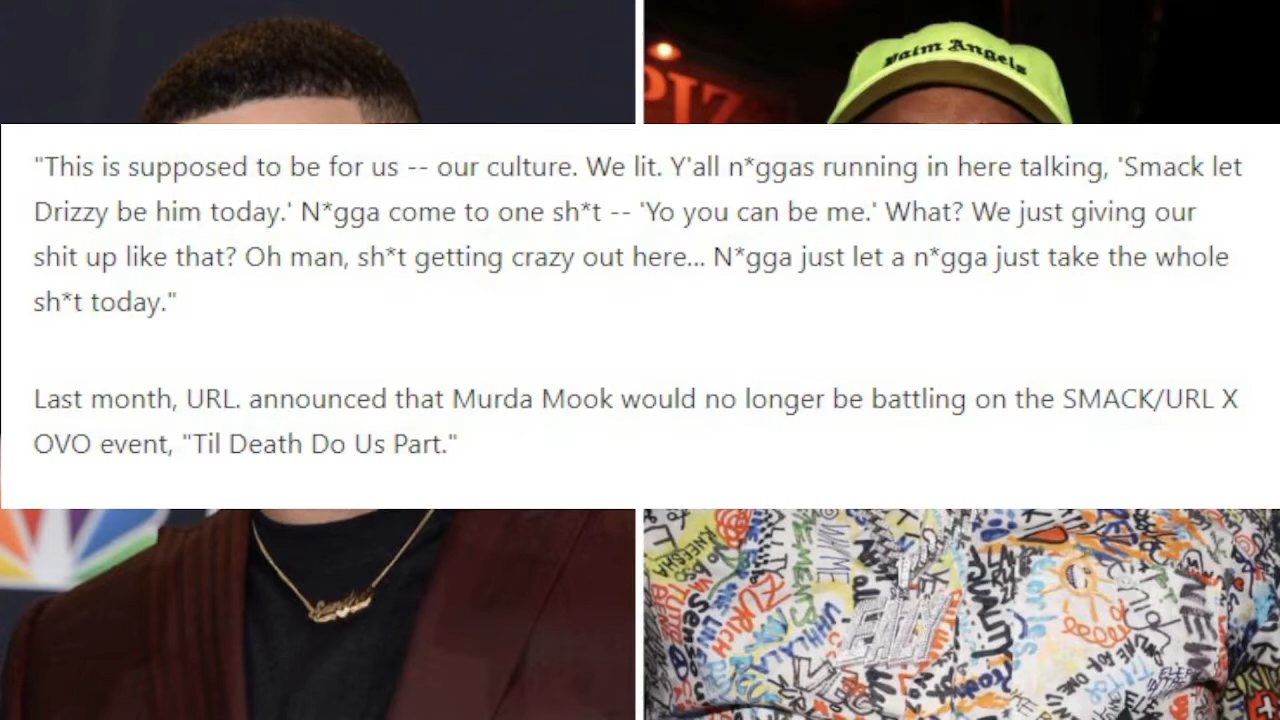 Palm Angels
PIZ
"This is supposed to be for us -- our culture. We lit. Y'all n*ggas running in here talking, 'Smack let
Drizzy be him today.' N*gga come to one sh*t -- 'Yo you can be me.' What? We just giving our
shit up like that? Oh man, sh*t getting crazy out here... N*gga just let a n*gga just take the whole
sh*t today."
Last month, URL. announced that Murda Mook would no longer be battling on the SMACK/URL X
OVO event, "Til Death Do Us Part."
EAZY
ZURICH